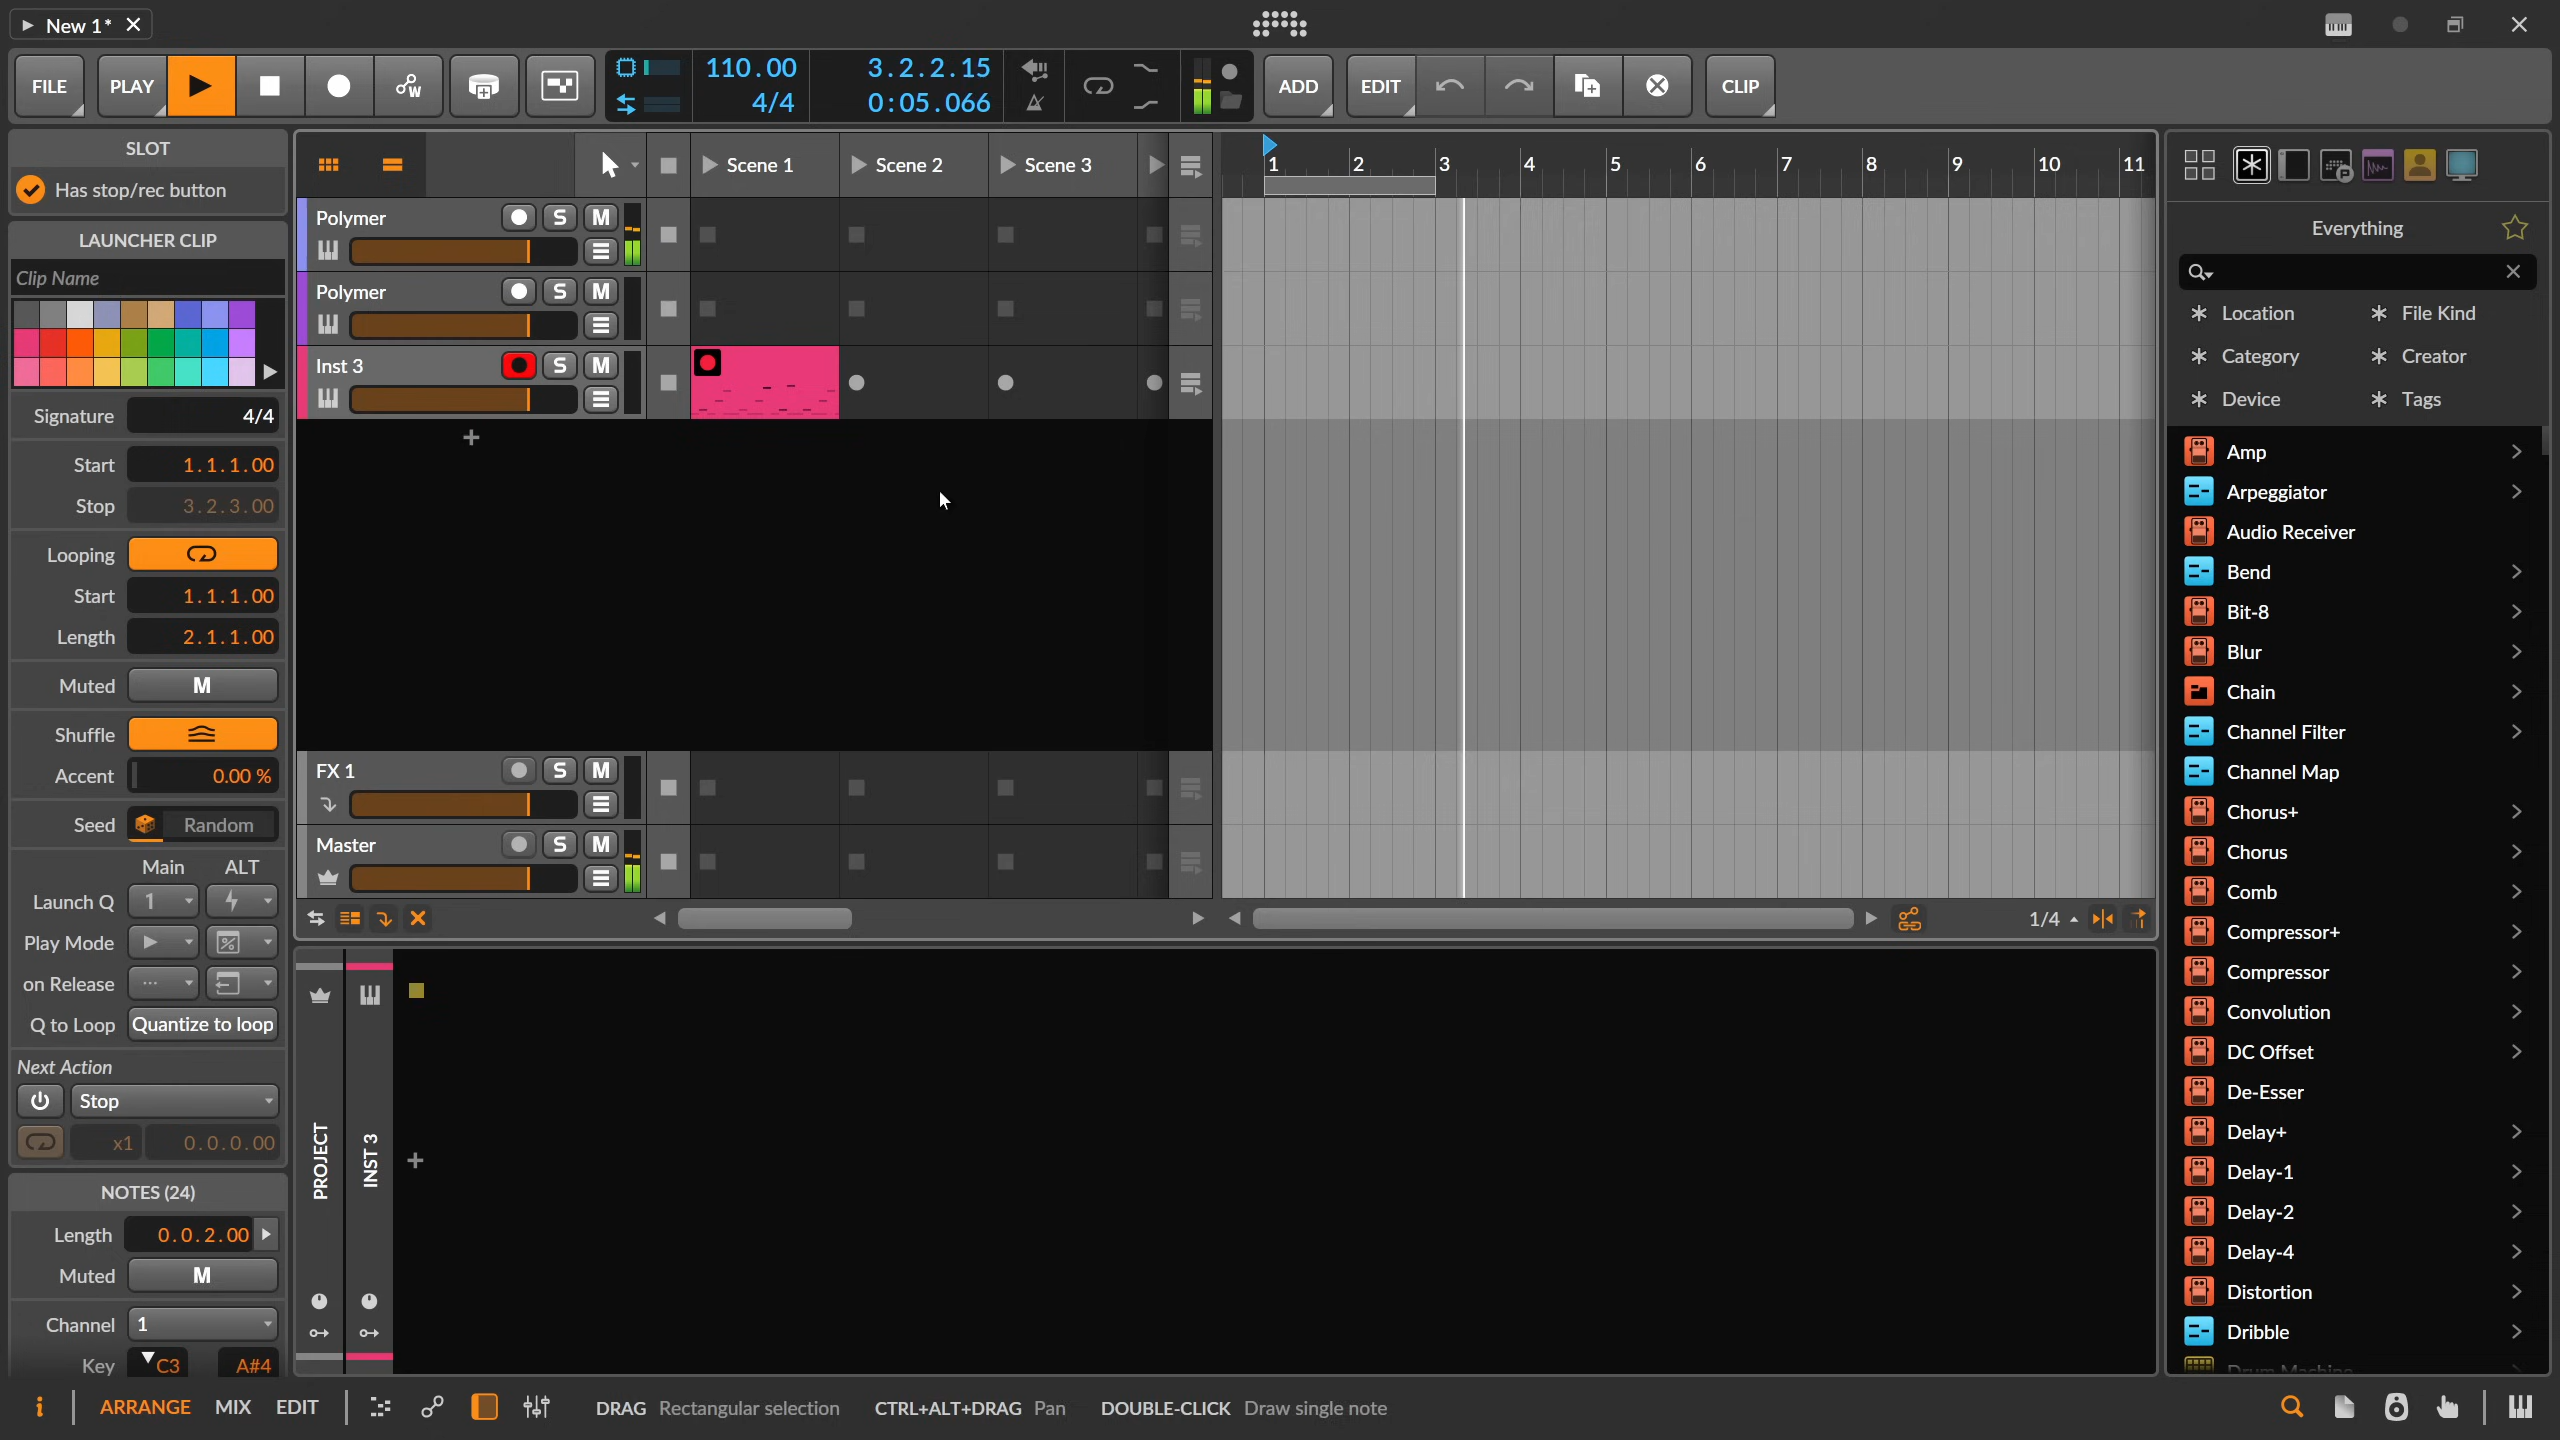 New 1*
FILE PLAY W 110.00 4/4 3.2.2.15 0:05.066 ADD EDIT CLIP
SLOT
Has stop/rec button
LAUNCHER CLIP
Clip Name
Signature 4/4
Start 1.1.1.00
Stop 3.2.3.00
Looping
Start 1.1.1.00
Length 2.1.1.00
Muted M
Shuffle
Accent 0.00 %
Seed Random
Main ALT
Launch Q 1
Play Mode
on Release ...
Q to Loop Quantize to loop
Next Action
Stop
x1 0.0.0.00
NOTES (24)
Length 0.0.2.00
Muted M
Channel 1
Key C3 A#4
Scene 1 Scene 2 Scene 3
Polymer S M
Polymer S M
Inst 3 S M
+
FX 1 S M
Master S M
1 2 3 4 5 6 7 8 9 10 11
1/4
PROJECT
INST 3
+
Everything
Location File Kind
Category Creator
Device Tags
Amp
Arpeggiator
Audio Receiver
Bend
Bit-8
Blur
Chain
Channel Filter
Channel Map
Chorus+
Chorus
Comb
Compressor+
Compressor
Convolution
DC Offset
De-Esser
Delay+
Delay-1
Delay-2
Delay-4
Distortion
Dribble
Drum Machine
i ARRANGE MIX EDIT DRAG Rectangular selection CTRL+ALT+DRAG Pan DOUBLE-CLICK Draw single note